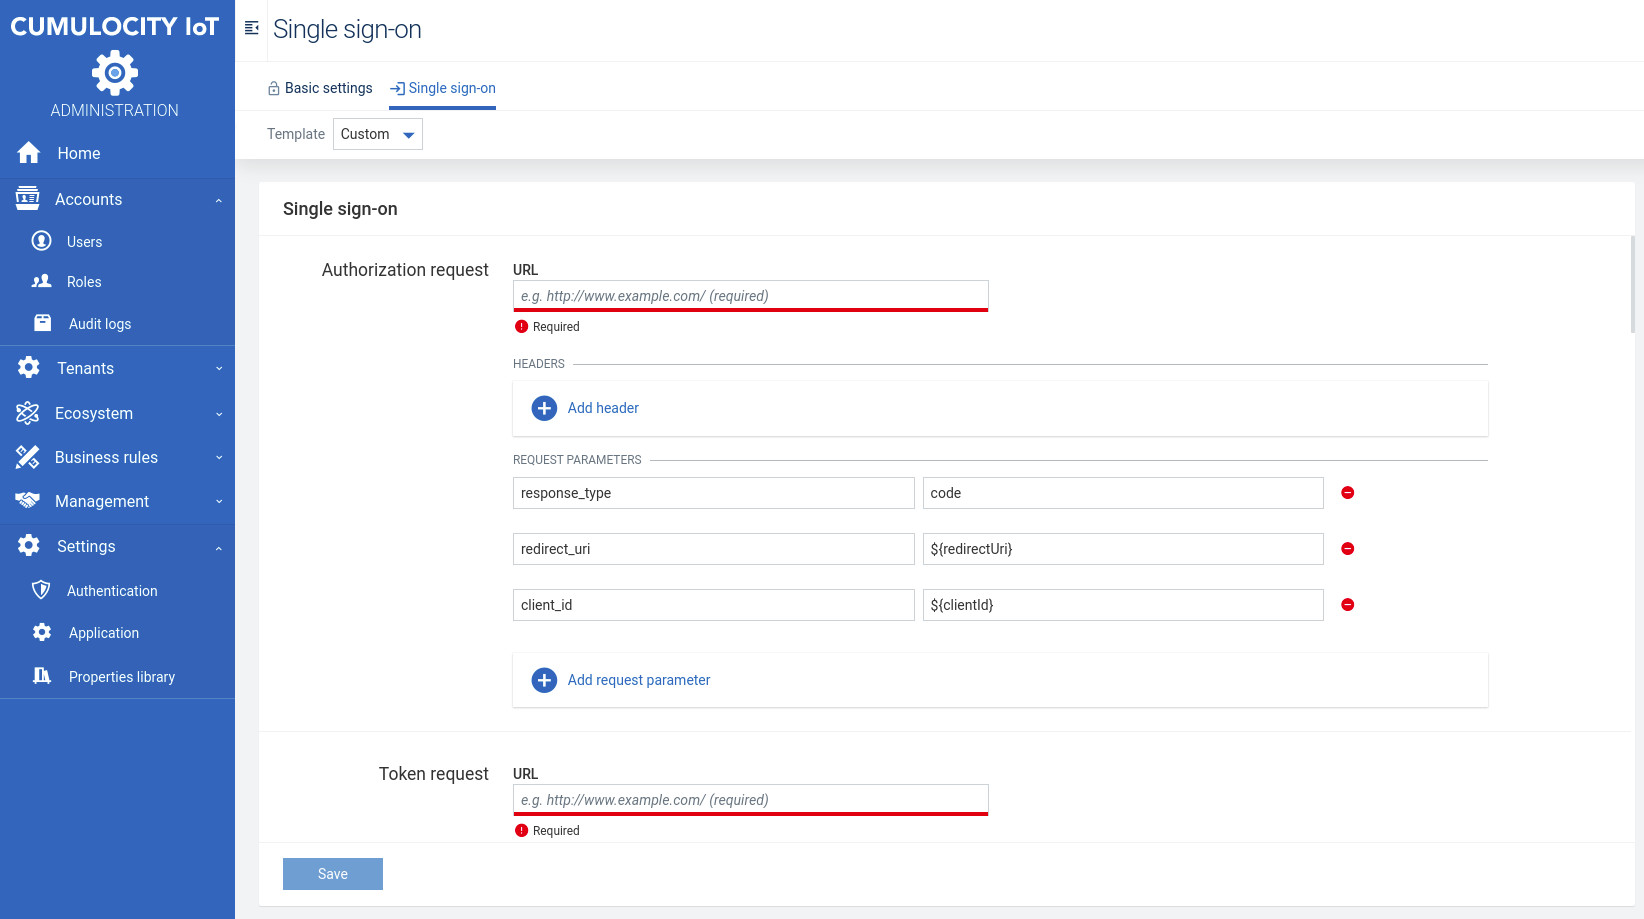 CUMULOCITY IoT
ADMINISTRATION
Home
Accounts
Users
Roles
Audit logs
Tenants
Ecosystem
Business rules
Management
Settings
Authentication
Application
Properties library
Single sign-on
Basic settings
Single sign-on
Template
Custom
Single sign-on
Authorization request
URL
e.g. http://www.example.com/ (required)
Required
HEADERS
Add header
REQUEST PARAMETERS
response_type
code
redirect_uri
${redirectUri}
client_id
${clientId}
Add request parameter
Token request
URL
e.g. http://www.example.com/ (required)
Required
Save